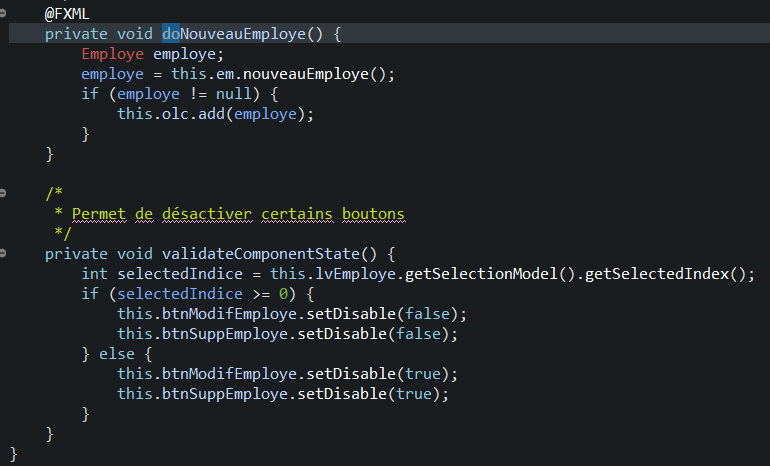 @FXML
private void doNouveauEmploye() {
Employe employe;
employe = this.em.nouveauEmploye();
if (employe != null) {
this.olc.add(employe);
}
}
/*
* Permet de désactiver certains boutons
*/
private void validateComponentState() {
int selectedIndice = this.lvEmploye.getSelectionModel().getSelectedIndex();
if (selectedIndice >= 0) {
this.btnModifEmploye.setDisable(false);
this.btnSuppEmploye.setDisable(false);
} else {
this.btnModifEmploye.setDisable(true);
this.btnSuppEmploye.setDisable(true);
}
}
}